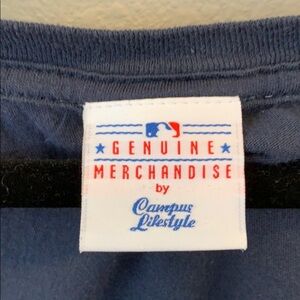 GENUINE
MERCHANDISE
by
Campus
Lifestyle